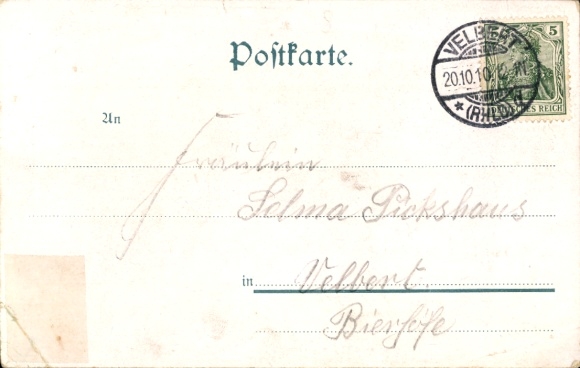 Postkarte.
VELBERT
20.10.10.
* (RHLD.)
5
DEUTSCHES REICH
An
Fräulein
Selma Pickshaus
in Velbert.
Bierhöfe